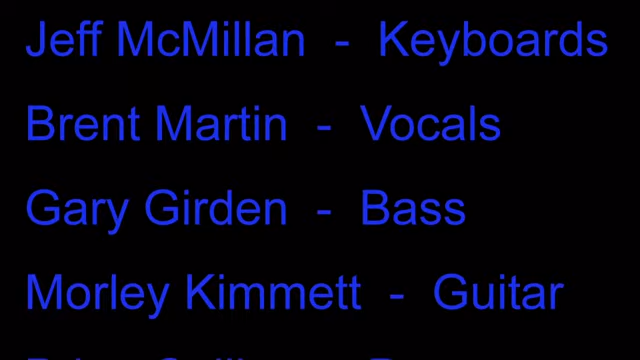 Jeff McMillan - Keyboards
Brent Martin - Vocals
Gary Girden - Bass
Morley Kimmett - Guitar